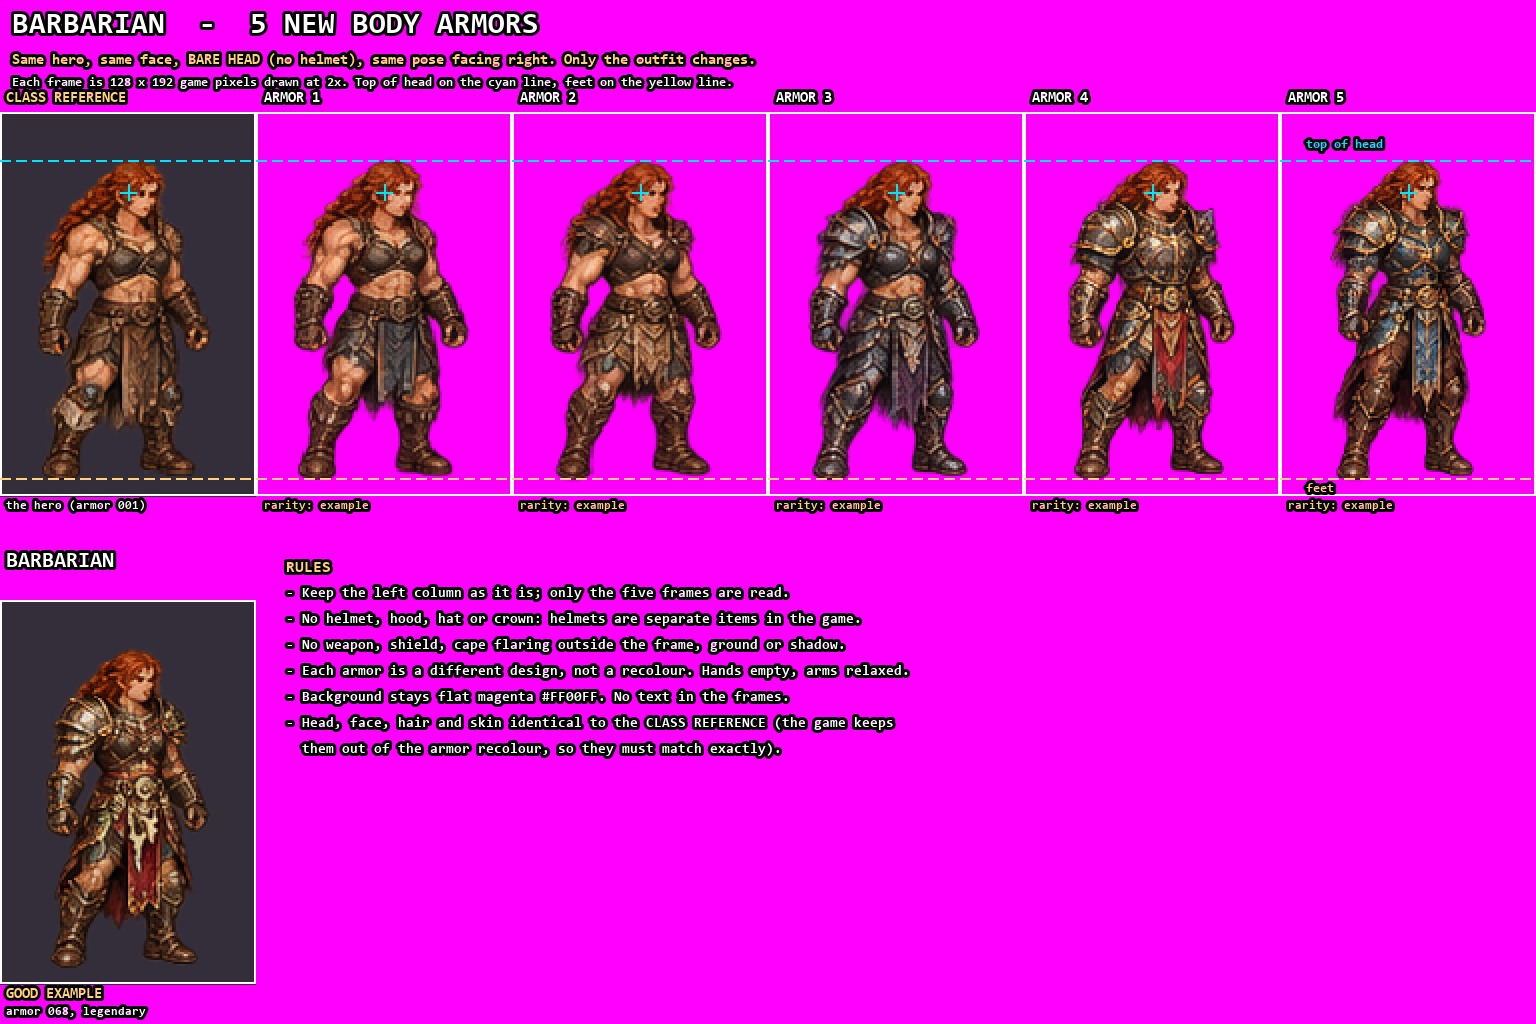 BARBARIAN - 5 NEW BODY ARMORS
Same hero, same face, BARE HEAD (no helmet), same pose facing right. Only the outfit changes.
Each frame is 128 x 192 game pixels drawn at 2x. Top of head on the cyan line, feet on the yellow line.
CLASS REFERENCE
ARMOR 1
ARMOR 2
ARMOR 3
ARMOR 4
ARMOR 5
top of head
feet
the hero (armor 001)
rarity: example
rarity: example
rarity: example
rarity: example
rarity: example
BARBARIAN
RULES
- Keep the left column as it is; only the five frames are read.
- No helmet, hood, hat or crown: helmets are separate items in the game.
- No weapon, shield, cape flaring outside the frame, ground or shadow.
- Each armor is a different design, not a recolour. Hands empty, arms relaxed.
- Background stays flat magenta #FF00FF. No text in the frames.
- Head, face, hair and skin identical to the CLASS REFERENCE (the game keeps
them out of the armor recolour, so they must match exactly).
GOOD EXAMPLE
armor 068, legendary